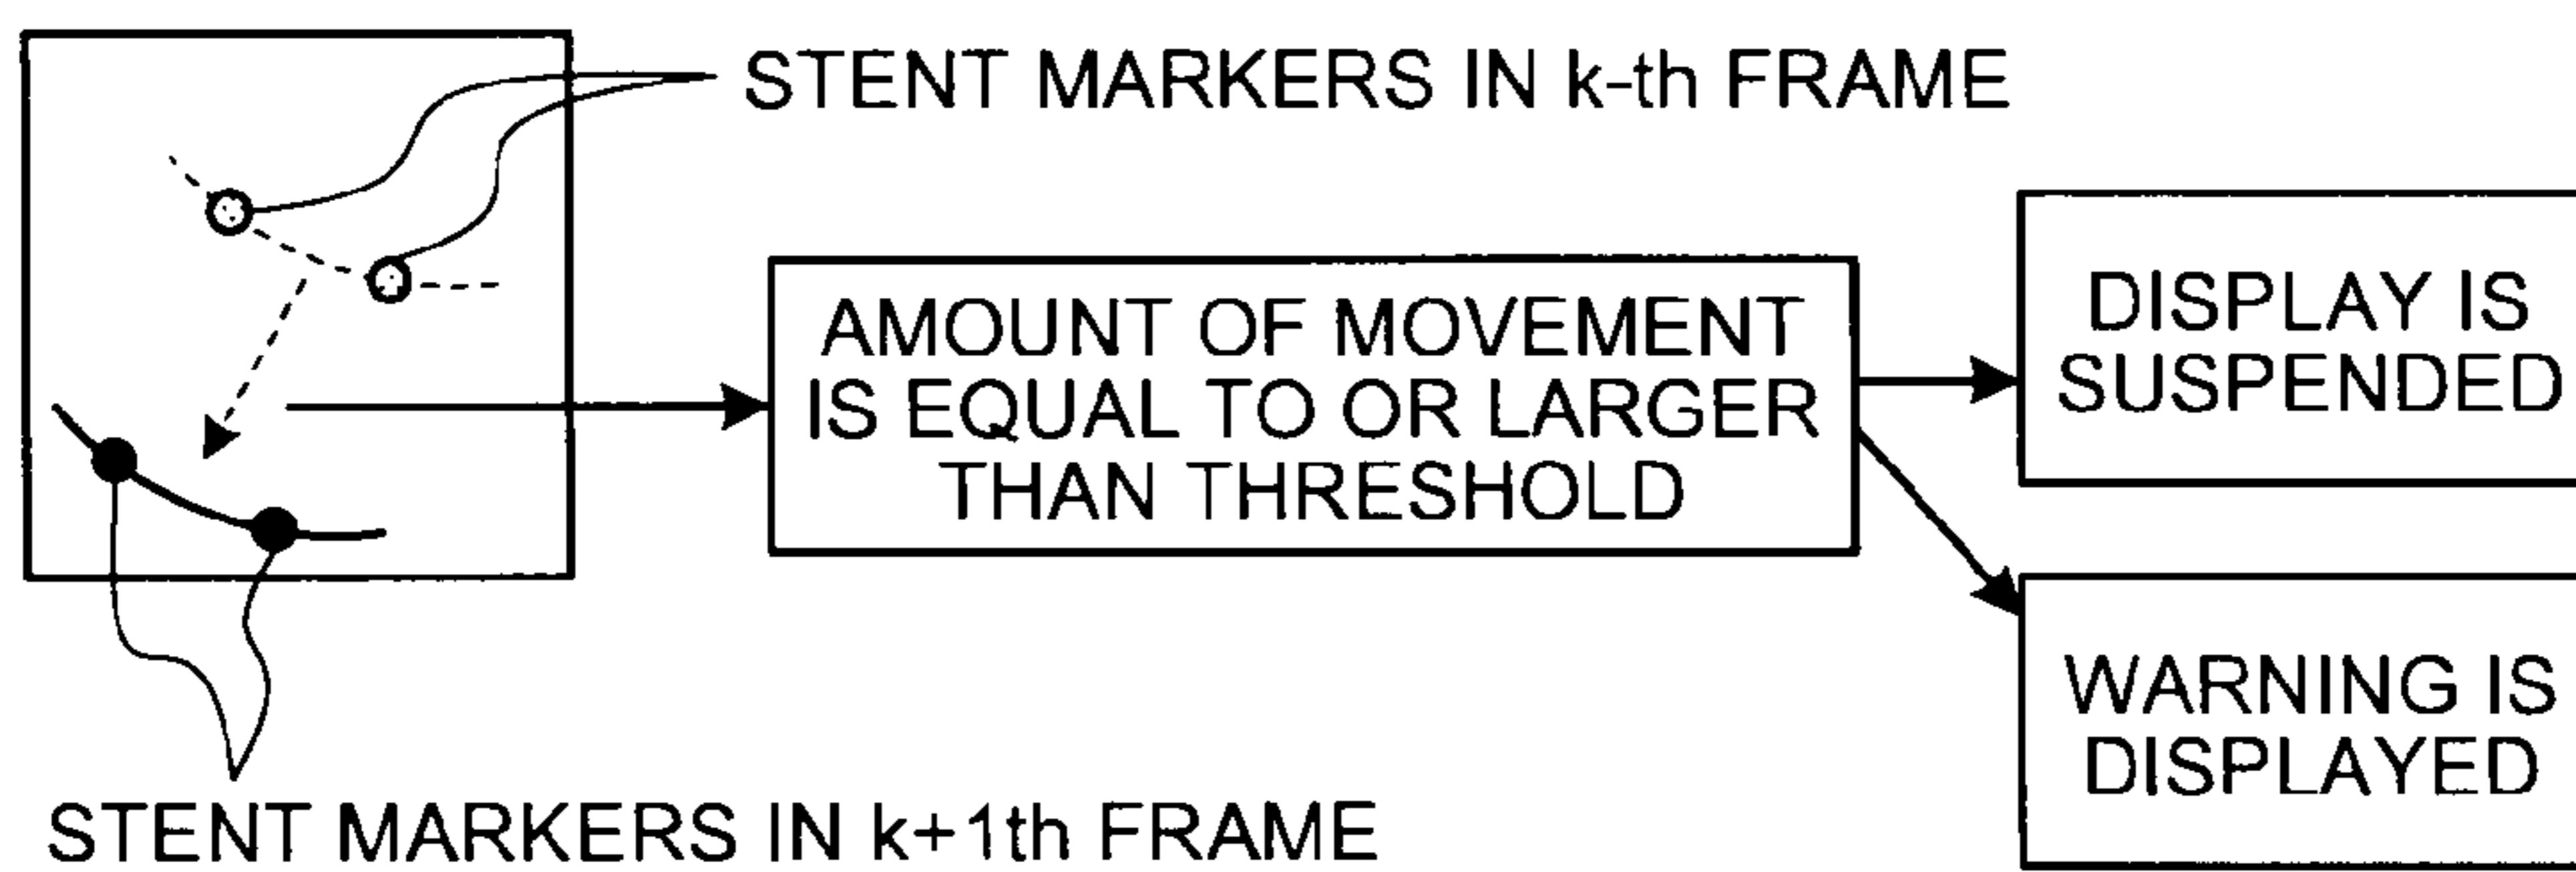 STENT MARKERS IN k-th FRAME
AMOUNT OF MOVEMENT
IS EQUAL TO OR LARGER
THAN THRESHOLD
DISPLAY IS
SUSPENDED
WARNING IS
DISPLAYED
STENT MARKERS IN k+1th FRAME